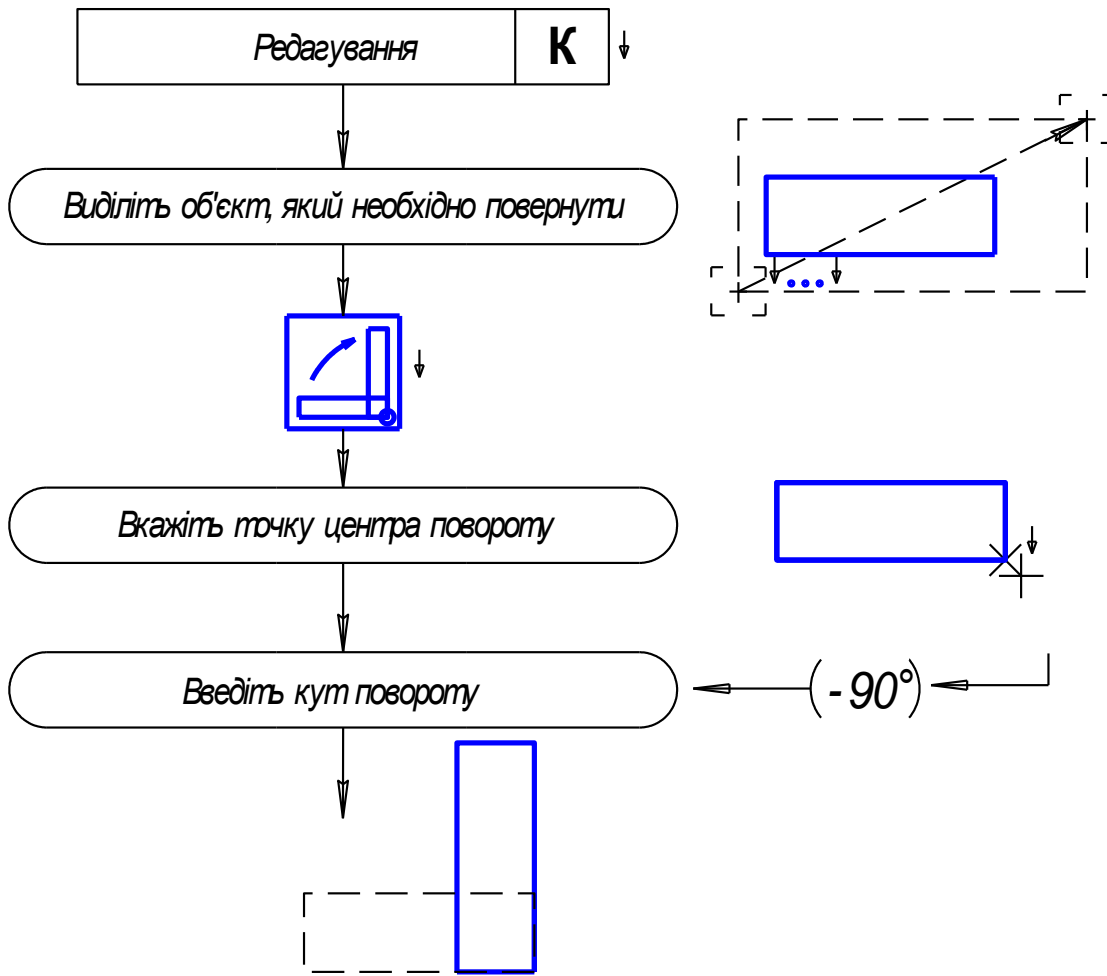 Редагування К
Виділіть об'єкт, який необхідно повернути
Вкажіть точку центра повороту
Введіть кут повороту
(-90°)